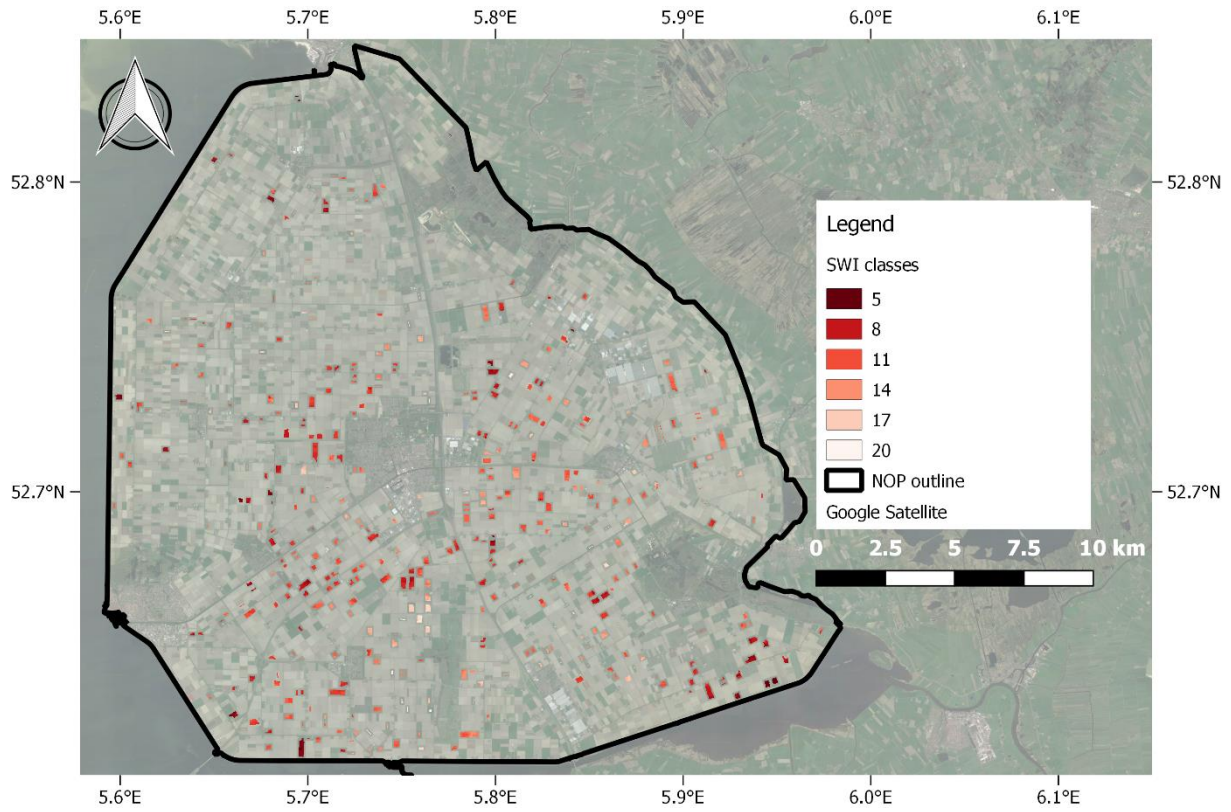 5.6°E 5.7°E 5.8°E 5.9°E 6.0°E 6.1°E
52.8°N 52.8°N
Legend
SWI classes
5
8
11
14
17
20
NOP outline
Google Satellite
52.7°N 52.7°N
0 2.5 5 7.5 10 km
5.6°E 5.7°E 5.8°E 5.9°E 6.0°E 6.1°E